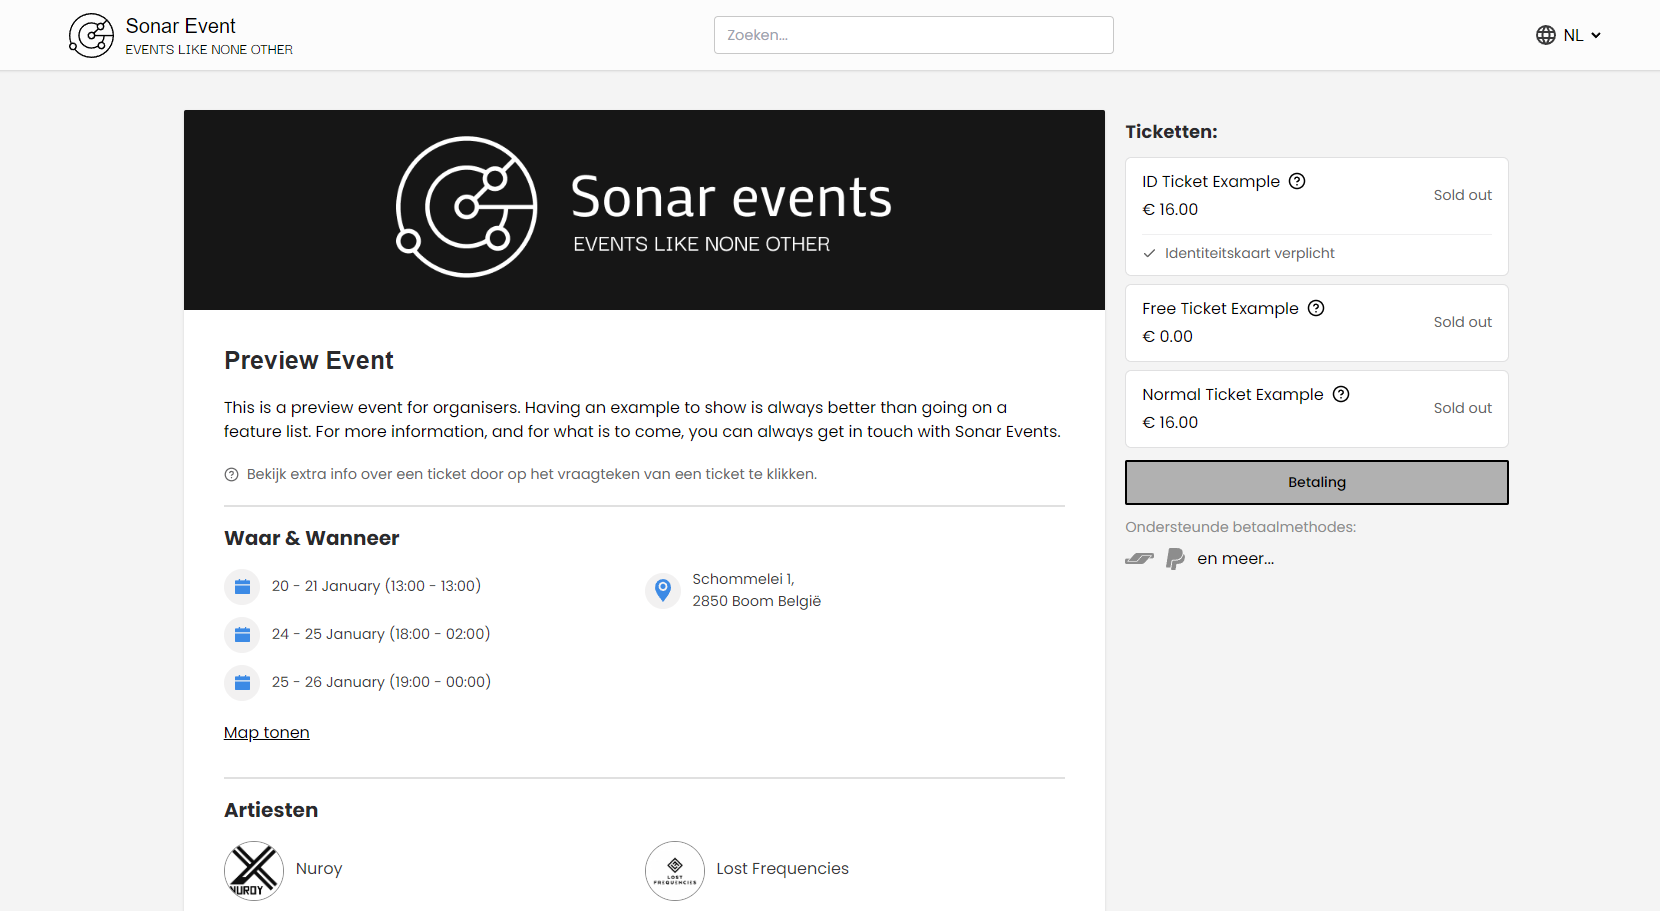 Sonar Event
EVENTS LIKE NONE OTHER
Zoeken...
NL
Sonar events
EVENTS LIKE NONE OTHER
Preview Event
This is a preview event for organisers. Having an example to show is always better than going on a
feature list. For more information, and for what is to come, you can always get in touch with Sonar Events.
Bekijk extra info over een ticket door op het vraagteken van een ticket te klikken.
Waar & Wanneer
20 - 21 January (13:00 - 13:00)
24 - 25 January (18:00 - 02:00)
25 - 26 January (19:00 - 00:00)
Schommelei 1,
2850 Boom België
Map tonen
Artiesten
NUROY
Nuroy
LOST
FREQUENCIES
Lost Frequencies
Ticketten:
ID Ticket Example
€ 16.00
Sold out
Identiteitskaart verplicht
Free Ticket Example
€ 0.00
Sold out
Normal Ticket Example
€ 16.00
Sold out
Betaling
Ondersteunde betaalmethodes:
en meer...